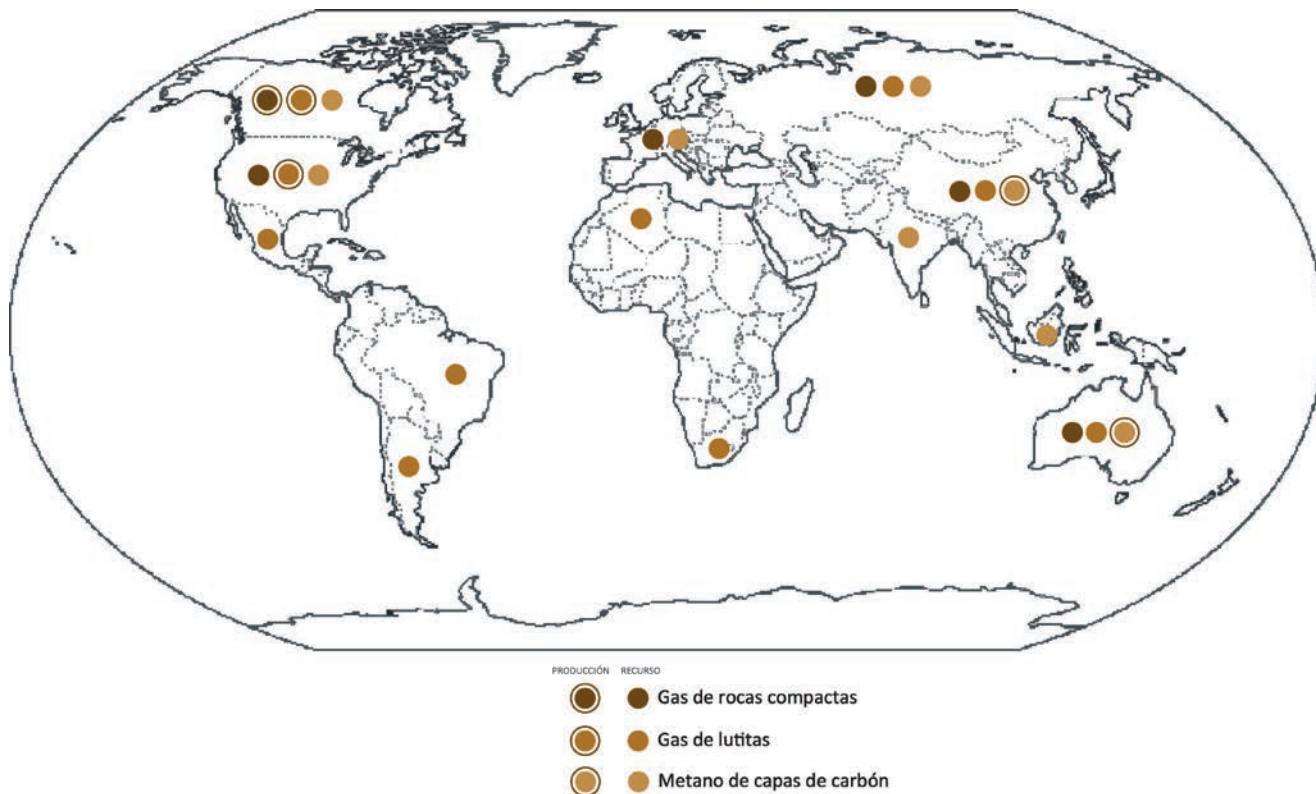 PRODUCCIÓN RECURSO
Gas de rocas compactas
Gas de lutitas
Metano de capas de carbón